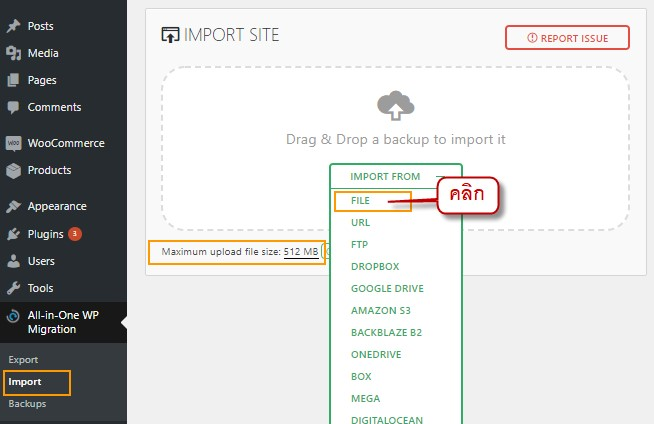 Posts
Media
Pages
Comments
WooCommerce
Products
Appearance
Plugins 3
Users
Tools
All-in-One WP
Migration
Export
Import
Backups
IMPORT SITE
REPORT ISSUE
Drag & Drop a backup to import it
IMPORT FROM
FILE
คลิก
URL
FTP
DROPBOX
GOOGLE DRIVE
AMAZON S3
BACKBLAZE B2
ONEDRIVE
BOX
MEGA
DIGITALOCEAN
Maximum upload file size: 512 MB